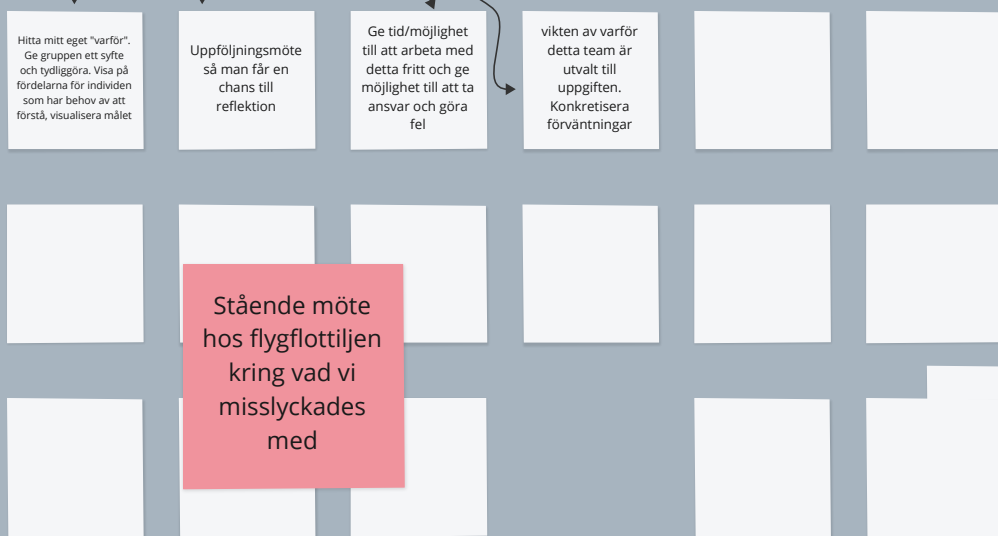 Hitta mitt eget "varför".
Ge gruppen ett syfte
och tydliggöra. Visa på
fördelarna för individen
som har behov av att
förstå, visualisera målet
Uppföljningsmöte
så man får en
chans till
reflektion
Ge tid/möjlighet
till att arbeta med
detta fritt och ge
möjlighet till att ta
ansvar och göra
fel
vikten av varför
detta team är
utvalt till
uppgiften.
Konkretisera
förväntningar
Stående möte
hos flygflottiljen
kring vad vi
misslyckades
med